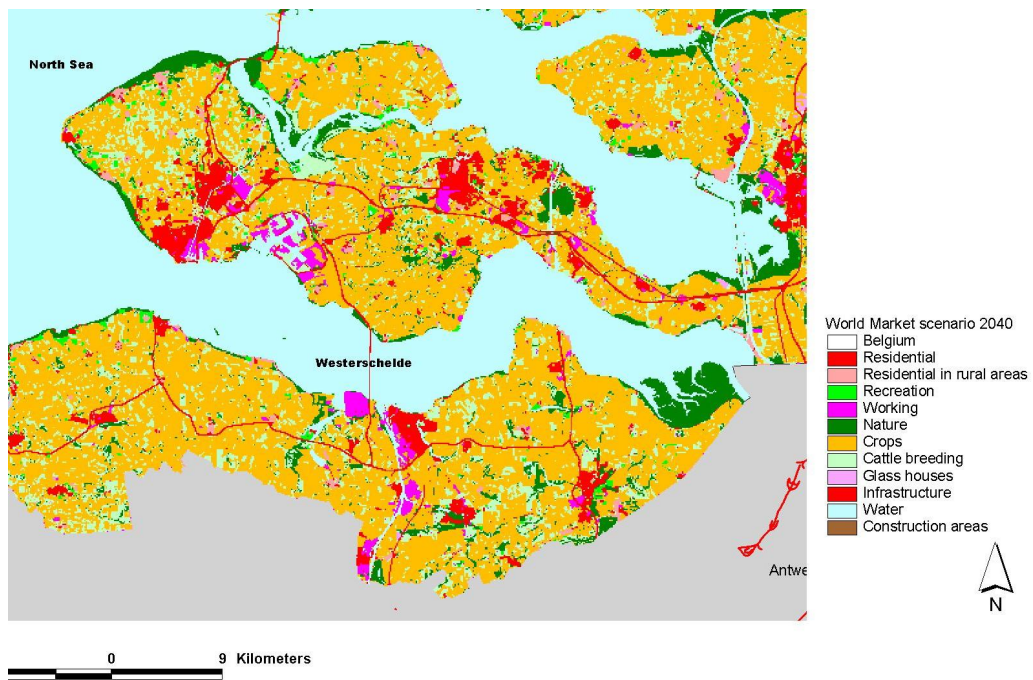 North Sea
Westerschelde
World Market scenario 2040
Belgium
Residential
Residential in rural areas
Recreation
Working
Nature
Crops
Cattle breeding
Glass houses
Infrastructure
Water
Construction areas
Antwe
N
0 9 Kilometers